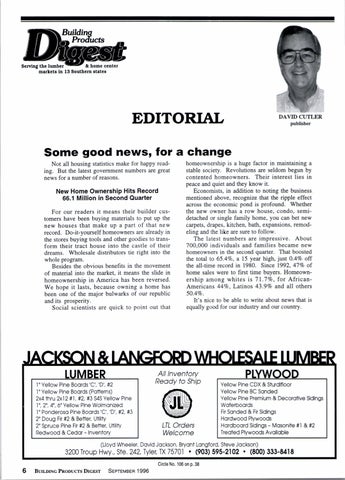 Building
Products
Digest
Serving the lumber & home center
markets in 13 Southern states
DAVID CUTLER
publisher
EDITORIAL
Some good news, for a change
Not all housing statistics make for happy read-
ing. But the latest government numbers are great
news for a number of reasons.
New Home Ownership Hits Record
66.1 Million in Second Quarter
For our readers it means their builder cus-
tomers have been buying materials to put up the
new houses that make up a part of that new
record. Do-it-yourself homeowners are already in
the stores buying tools and other goodies to trans-
form their tract house into the castle of their
dreams. Wholesale distributors tie right into the
whole program.
Besides the obvious benefits in the movement
of material into the market, it means the slide in
homeownership in America has been reversed.
We hope it lasts, because owning a home has
been one of the major bulwarks of our republic
and its prosperity.
Social scientists are quick to point out that
homeownership is a huge factor in maintaining a
stable society. Revolutions are seldom begun by
contented homeowners. Their interest lies in
peace and quiet and they know it.
Economists, in addition to noting the business
mentioned above, recognize that the ripple effect
across the economic pond is profound. Whether
the new owner has a row house, condo, semi-
detached or single family home, you can bet new
carpets, drapes, kitchen, bath, expansions, remod-
eling and the like are sure to follow.
The latest numbers are impressive. About
700,000 individuals and families became new
homeowners in the second quarter. That boosted
the total to 65.4%, a 15 year high, just 0.4% off
the all-time record in 1980. Since 1992, 47% of
home sales were to first time buyers. Homeown-
ership among whites is 71.7%, for African-
Americans 44%, Latinos 43.9% and all others
50.4%.
It's nice to be able to write about news that is
equally good for our industry and our country.
JACKSON & LANGFORD WHOLESALE LUMBER
LUMBER
1" Yellow Pine Boards 'C', 'D', #2
1" Yellow Pine Boards (Patterns)
2x4 thru 2x12 #1, #2, #3 S4S Yellow Pine
1", 2", 4", 6" Yellow Pine Wolmanized
1" Ponderosa Pine Boards 'C', 'D', #2, #3
2" Doug Fir #2 & Better, Utility
2" Spruce Pine Fir #2 & Better, Utility
Redwood & Cedar - Inventory
All Inventory
Ready to Ship
JL
LTL Orders
Welcome
PLYWOOD
Yellow Pine CDX & Sturdifloor
Yellow Pine BC Sanded
Yellow Pine Premium & Decorative Sidings
Waferboards
Fir Sanded & Fir Sidings
Hardwood Plywoods
Hardboard Sidings - Masonite #1 & #2
Treated Plywoods Available
(Lloyd Wheeler, David Jackson, Bryant Langford, Steve Jackson)
3200 Troup Hwy., Ste. 242, Tyler, TX 75701 • (903) 595-2102 • (800) 333-8418
Circle No. 106 on p. 38
6 BUILDING PRODUCTS DIGEST SEPTEMBER 1996